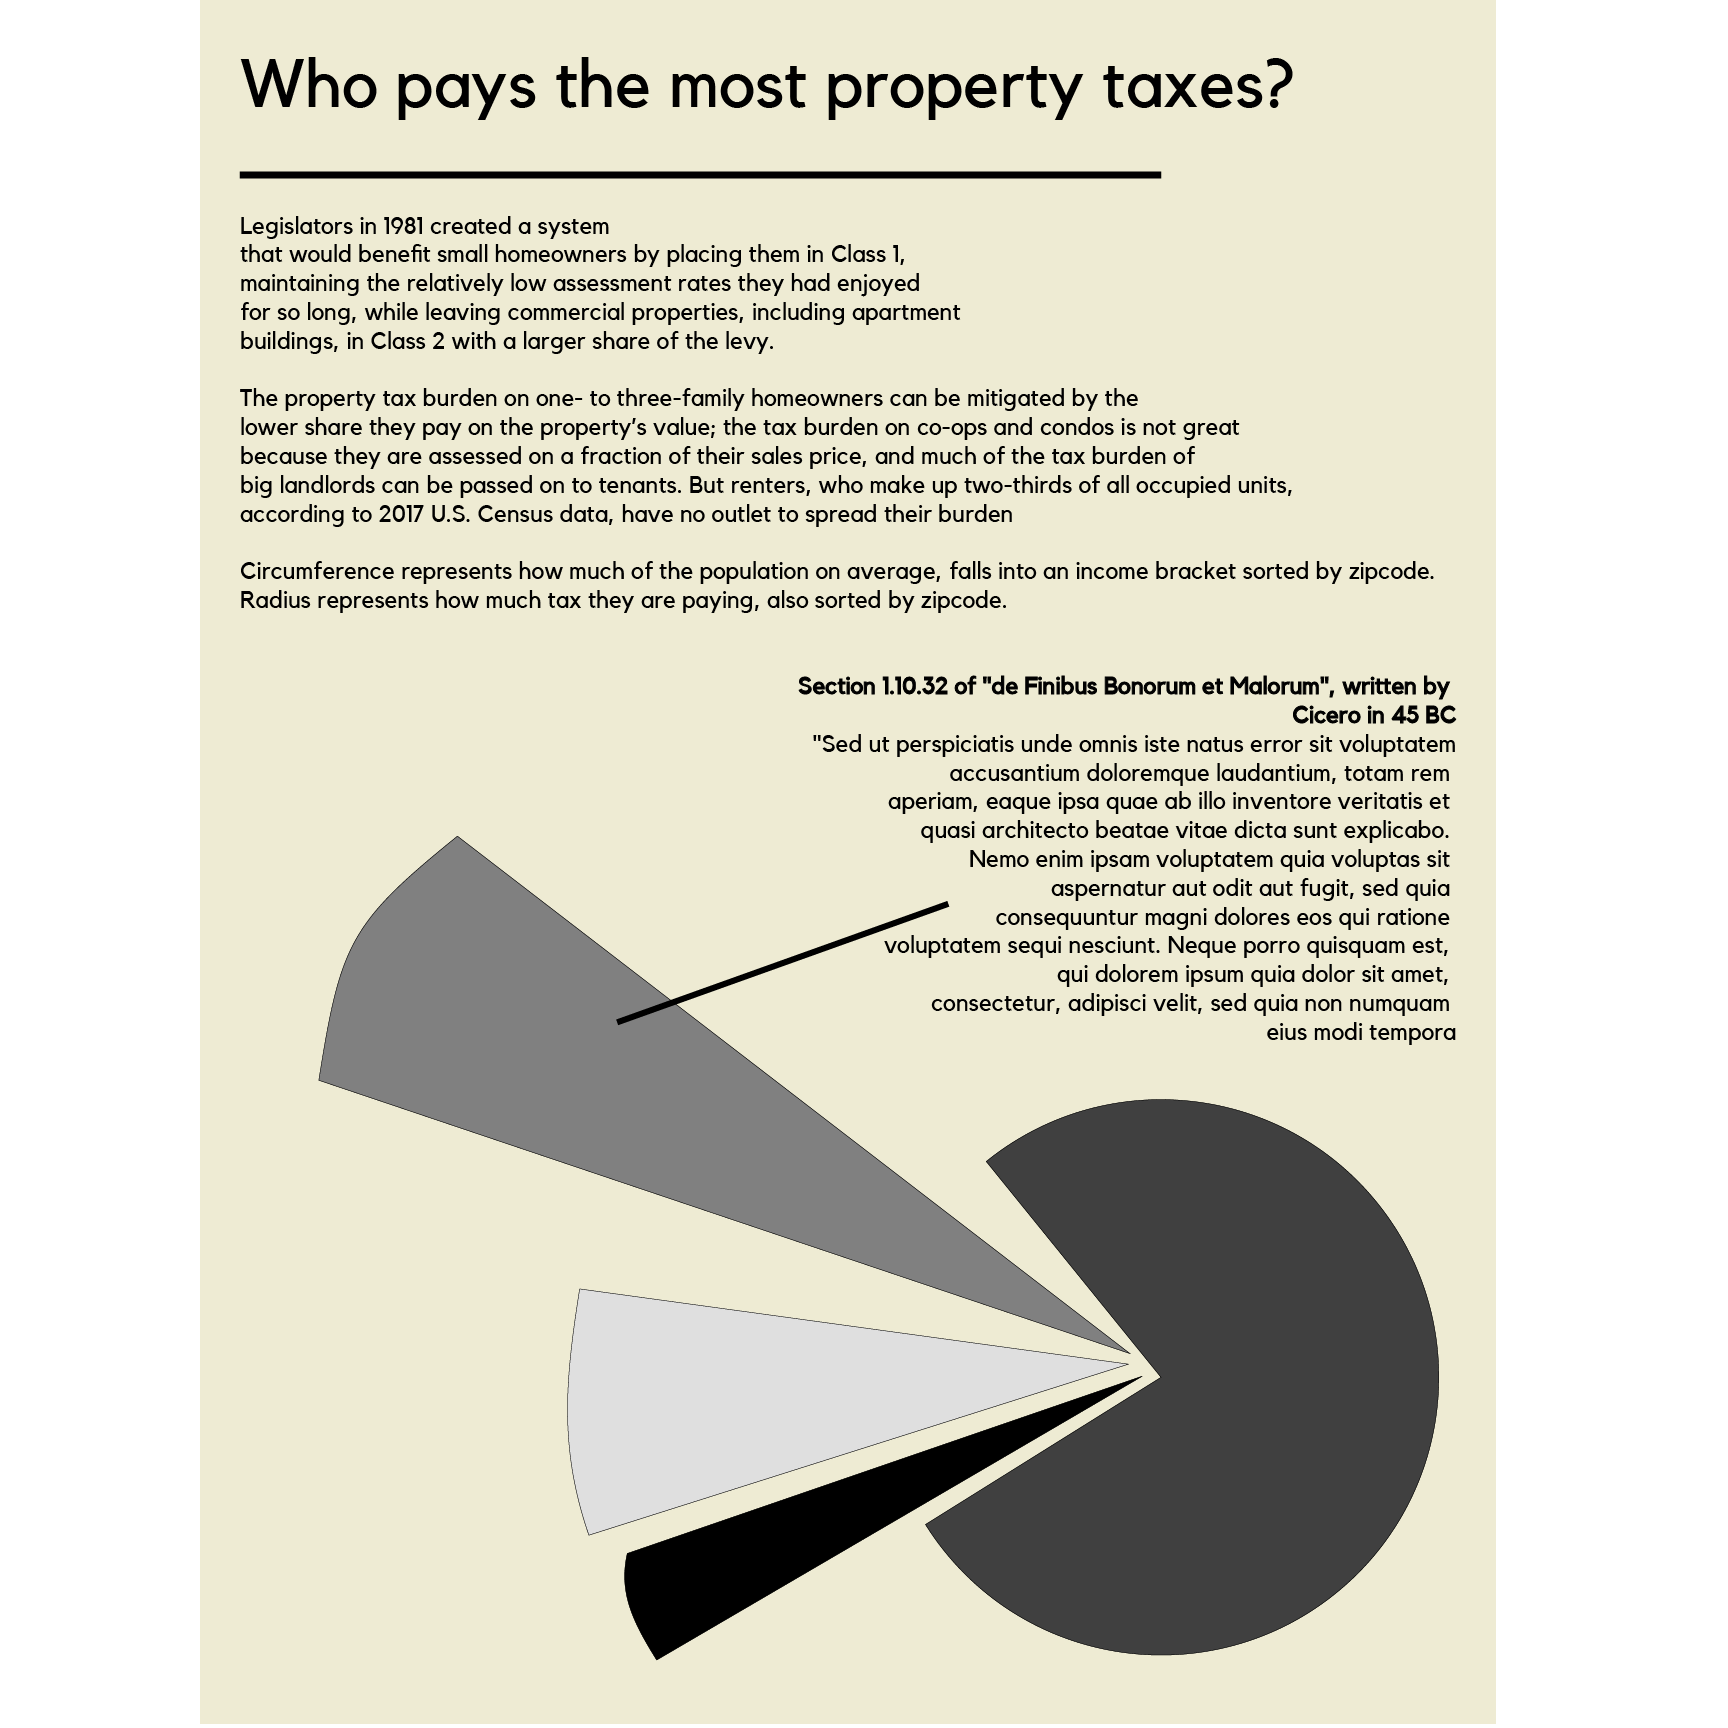 Who pays the most property taxes?
Legislators in 1981 created a system
that would benefit small homeowners by placing them in Class 1,
maintaining the relatively low assessment rates they had enjoyed
for so long, while leaving commercial properties, including apartment
buildings, in Class 2 with a larger share of the levy.
The property tax burden on one- to three-family homeowners can be mitigated by the
lower share they pay on the property's value; the tax burden on co-ops and condos is not great
because they are assessed on a fraction of their sales price, and much of the tax burden of
big landlords can be passed on to tenants. But renters, who make up two-thirds of all occupied units,
according to 2017 U.S. Census data, have no outlet to spread their burden
Circumference represents how much of the population on average, falls into an income bracket sorted by zipcode.
Radius represents how much tax they are paying, also sorted by zipcode.
Section 1.10.32 of "de Finibus Bonorum et Malorum", written by
Cicero in 45 BC
"Sed ut perspiciatis unde omnis iste natus error sit voluptatem
accusantium doloremque laudantium, totam rem
aperiam, eaque ipsa quae ab illo inventore veritatis et
quasi architecto beatae vitae dicta sunt explicabo.
Nemo enim ipsam voluptatem quia voluptas sit
aspernatur aut odit aut fugit, sed quia
consequuntur magni dolores eos qui ratione
voluptatem sequi nesciunt. Neque porro quisquam est,
qui dolorem ipsum quia dolor sit amet,
consectetur, adipisci velit, sed quia non numquam
eius modi tempora